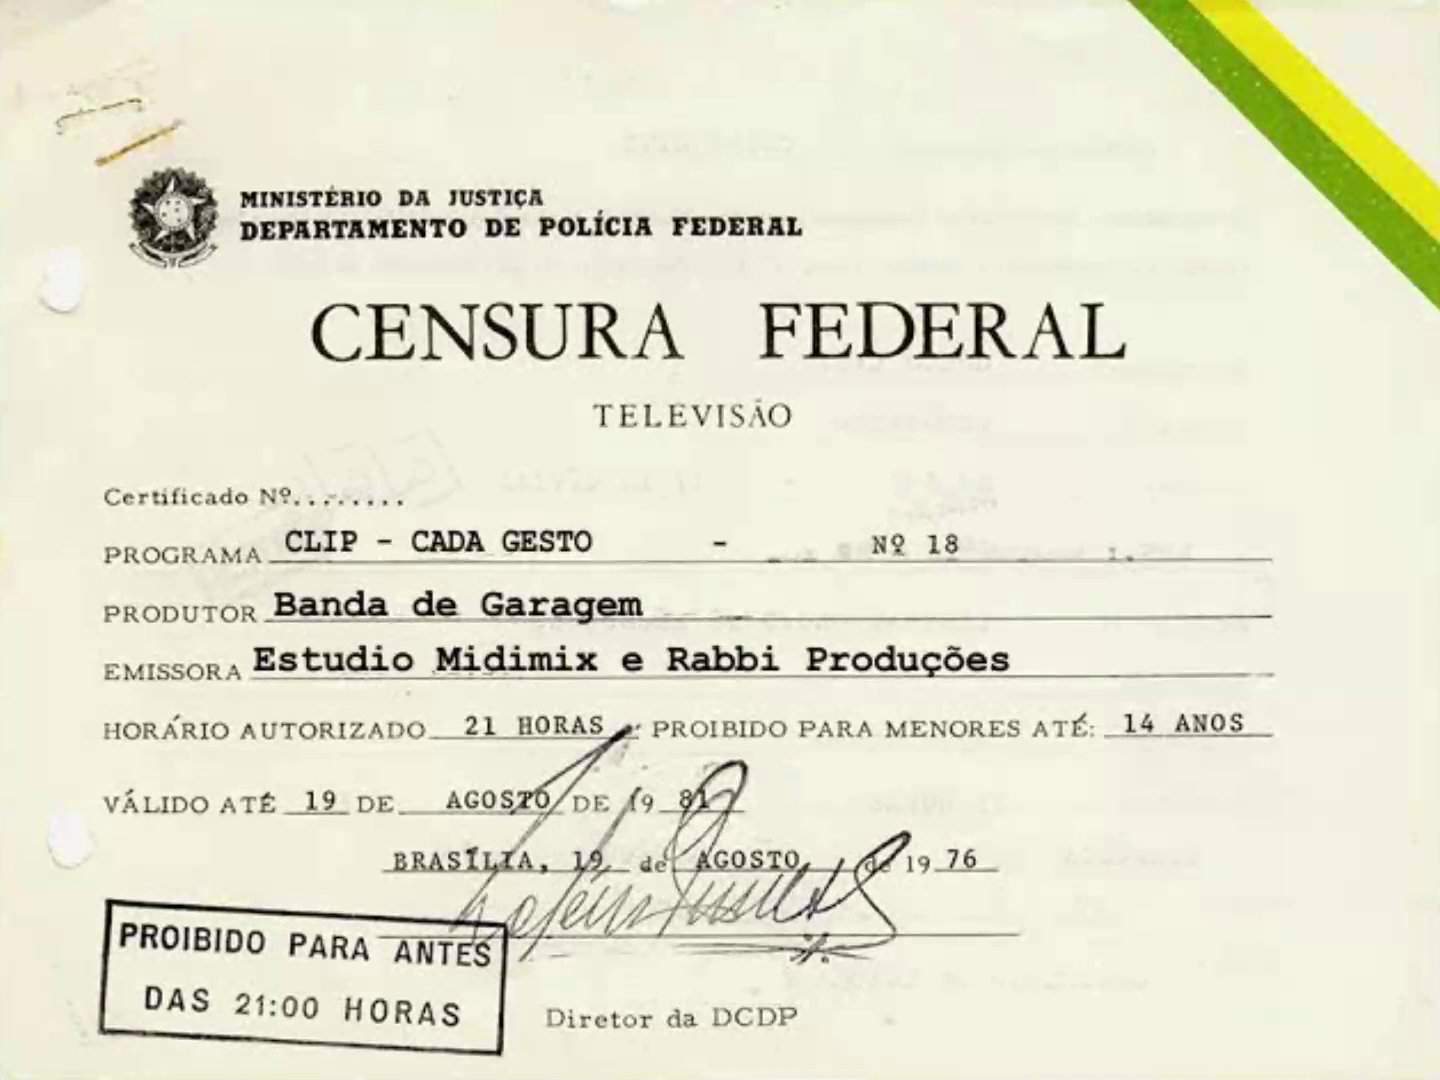 MINISTÉRIO DA JUSTIÇA
DEPARTAMENTO DE POLÍCIA FEDERAL
CENSURA FEDERAL
TELEVISÃO
Certificado Nº........
PROGRAMA CLIP - CADA GESTO - Nº 18
PRODUTOR Banda de Garagem
EMISSORA Estudio Midimix e Rabbi Produções
HORÁRIO AUTORIZADO 21 HORAS PROIBIDO PARA MENORES ATÉ: 14 ANOS
VÁLIDO ATÉ 19 DE AGOSTO DE 19 81
BRASÍLIA, 19 de AGOSTO de 19 76
PROIBIDO PARA ANTES
DAS 21:00 HORAS
Diretor da DCDP